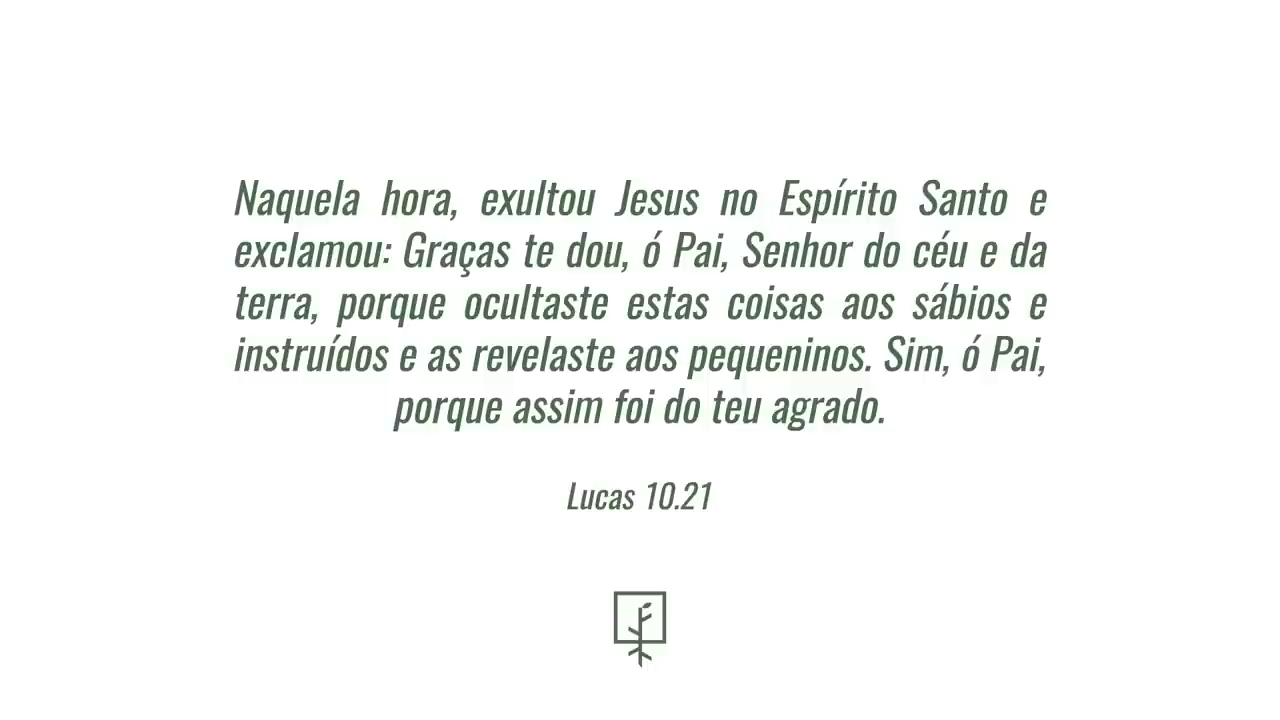 Naquela hora, exultou Jesus no Espírito Santo e
exclamou: Graças te dou, ó Pai, Senhor do céu e da
terra, porque ocultaste estas coisas aos sábios e
instruídos e as revelaste aos pequeninos. Sim, ó Pai,
porque assim foi do teu agrado.
Lucas 10.21